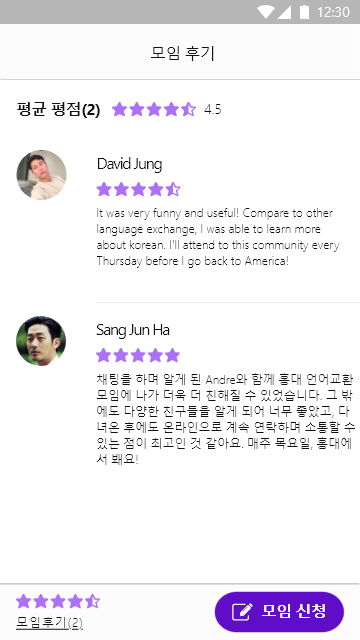 12:30
모임 후기
평균 평점(2) 4.5
David Jung
It was very funny and useful! Compare to other
language exchange, I was able to learn more
about korean. I'll attend to this community every
Thursday before I go back to America!
Sang Jun Ha
채팅을 하며 알게 된 Andre와 함께 홍대 언어교환
모임에 나가 더욱 더 친해질 수 있었습니다. 그 밖
에도 다양한 친구들을 알게 되어 너무 좋았고, 다
녀온 후에도 온라인으로 계속 연락하며 소통할 수
있는 점이 최고인 것 같아요. 매주 목요일, 홍대에
서 봬요!
모임후기(2)
모임 신청